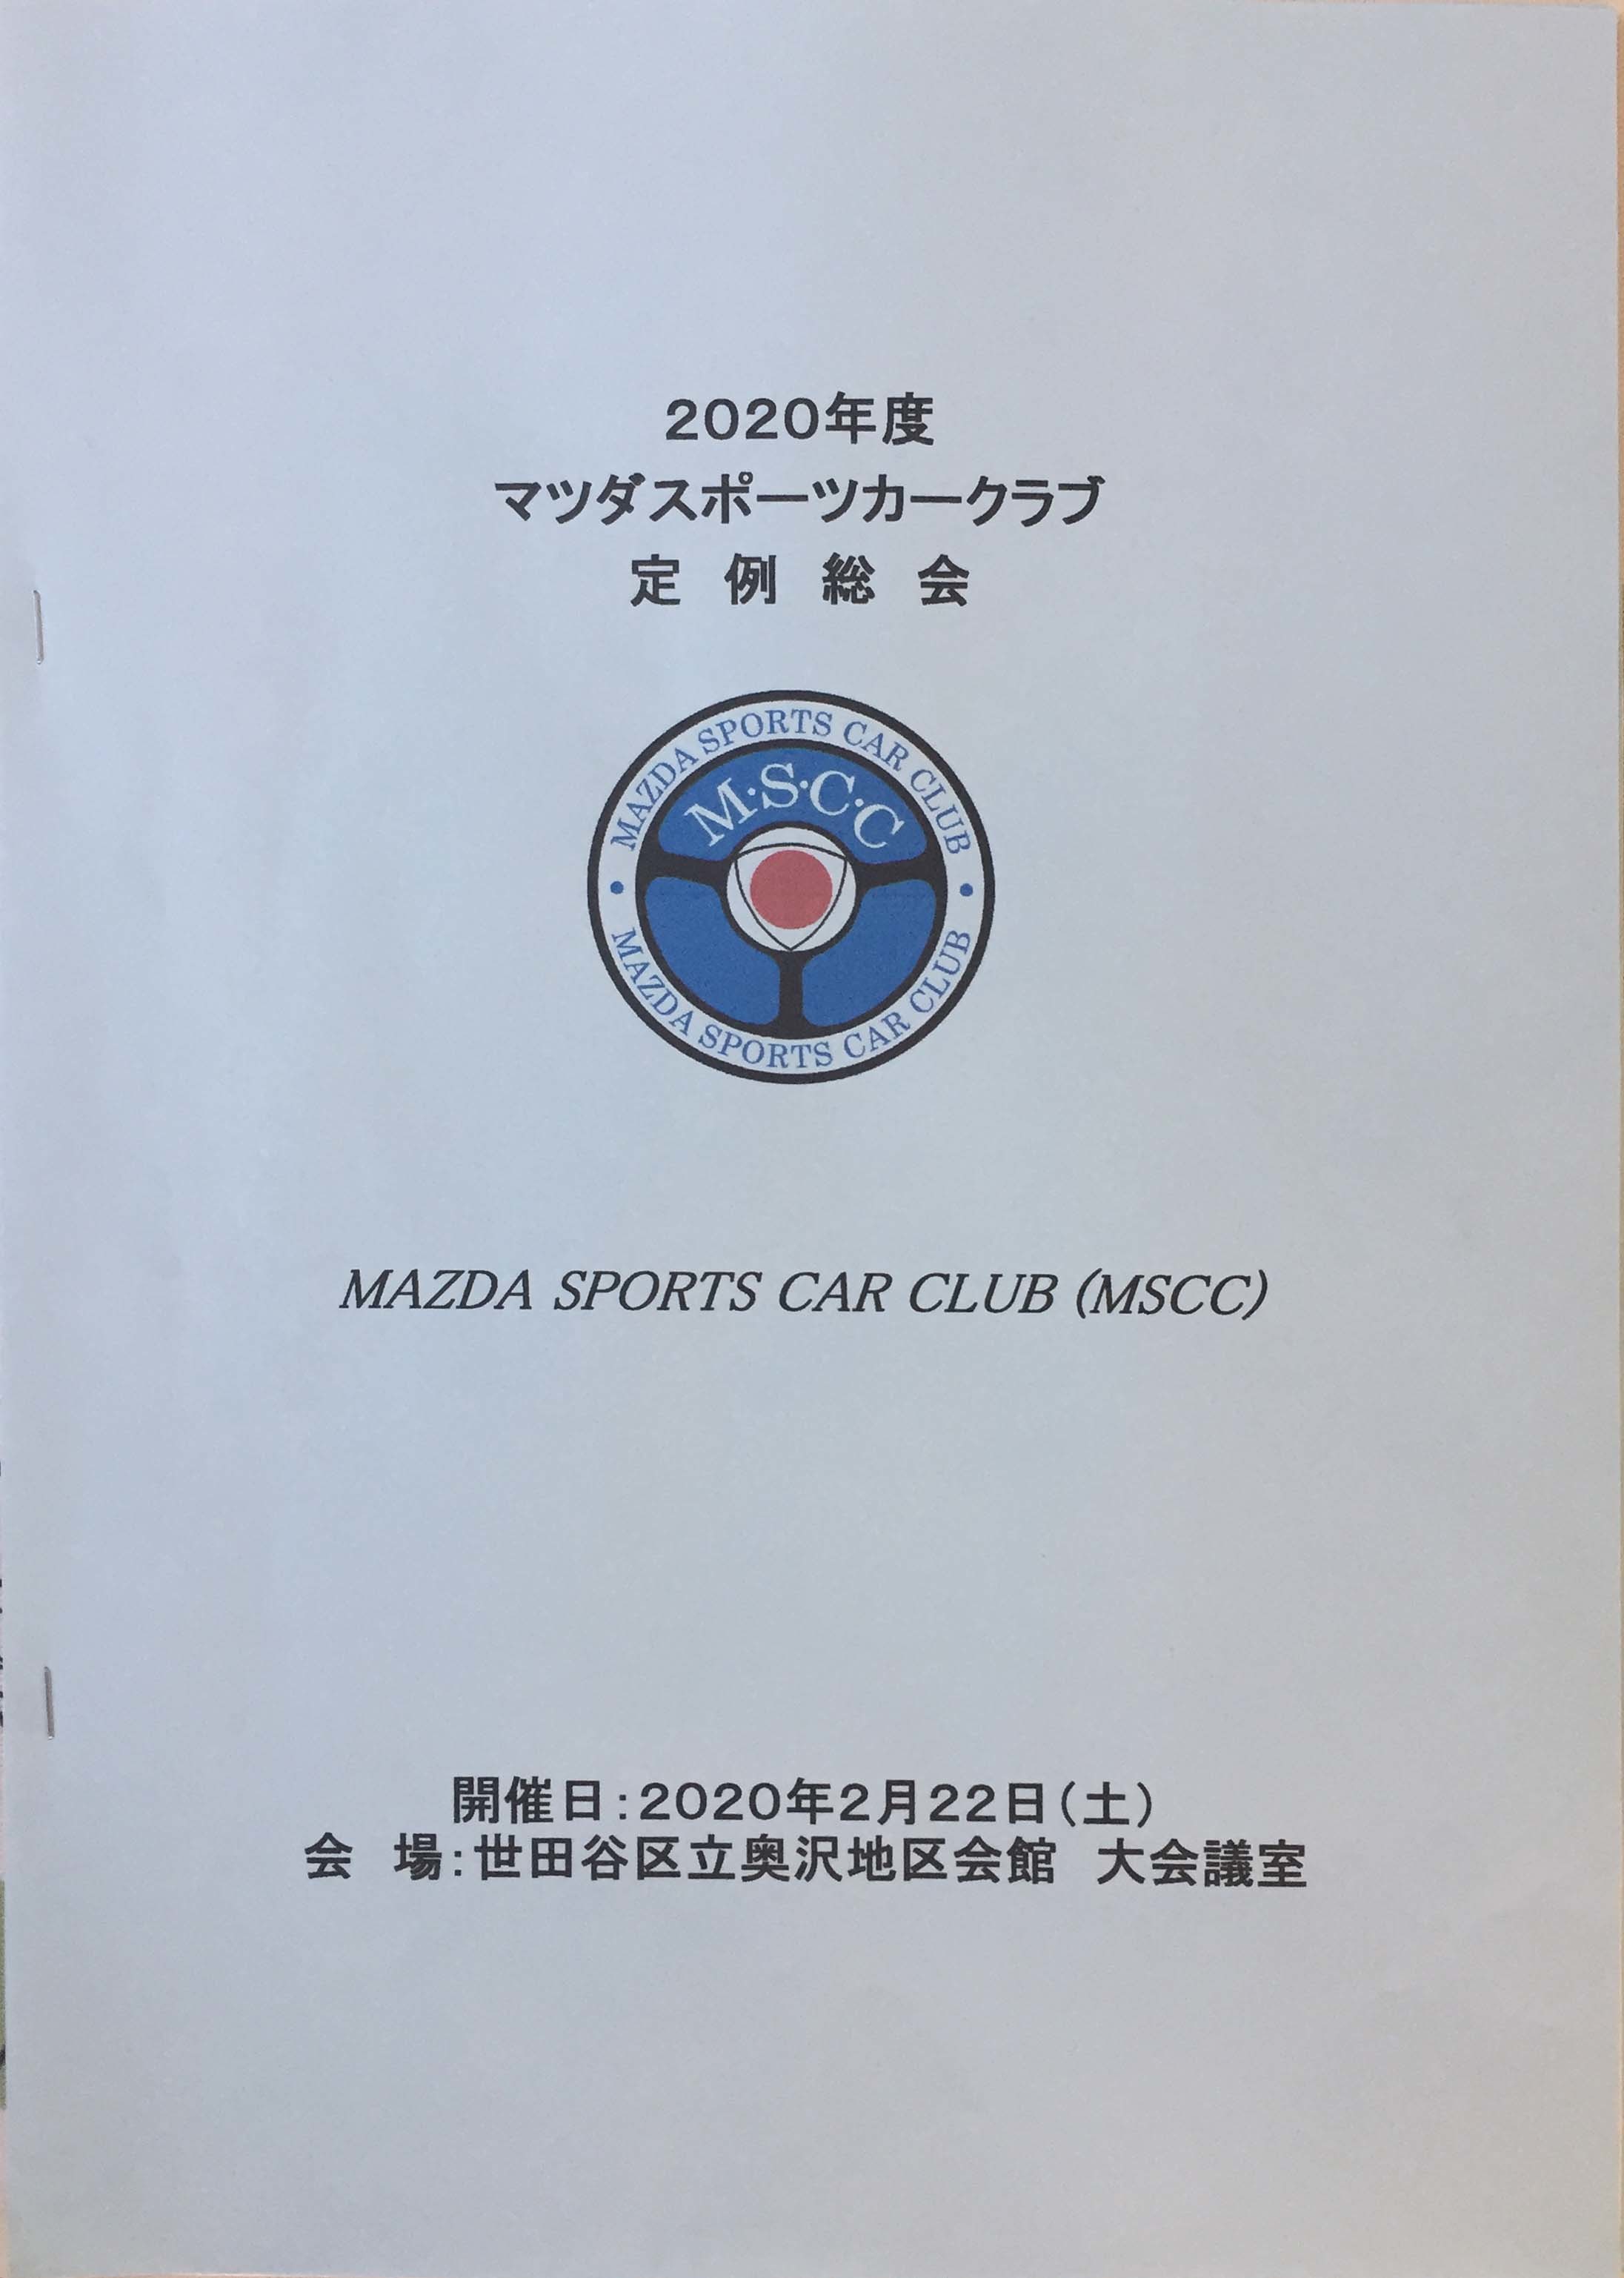 2020年度
マツダスポーツカークラブ
定 例 総 会
MAZDA SPORTS CAR CLUB
M・S・C・C
MAZDA SPORTS CAR CLUB
MAZDA SPORTS CAR CLUB (MSCC)
開催日：2020年2月22日（土）
会　場：世田谷区立奥沢地区会館　大会議室